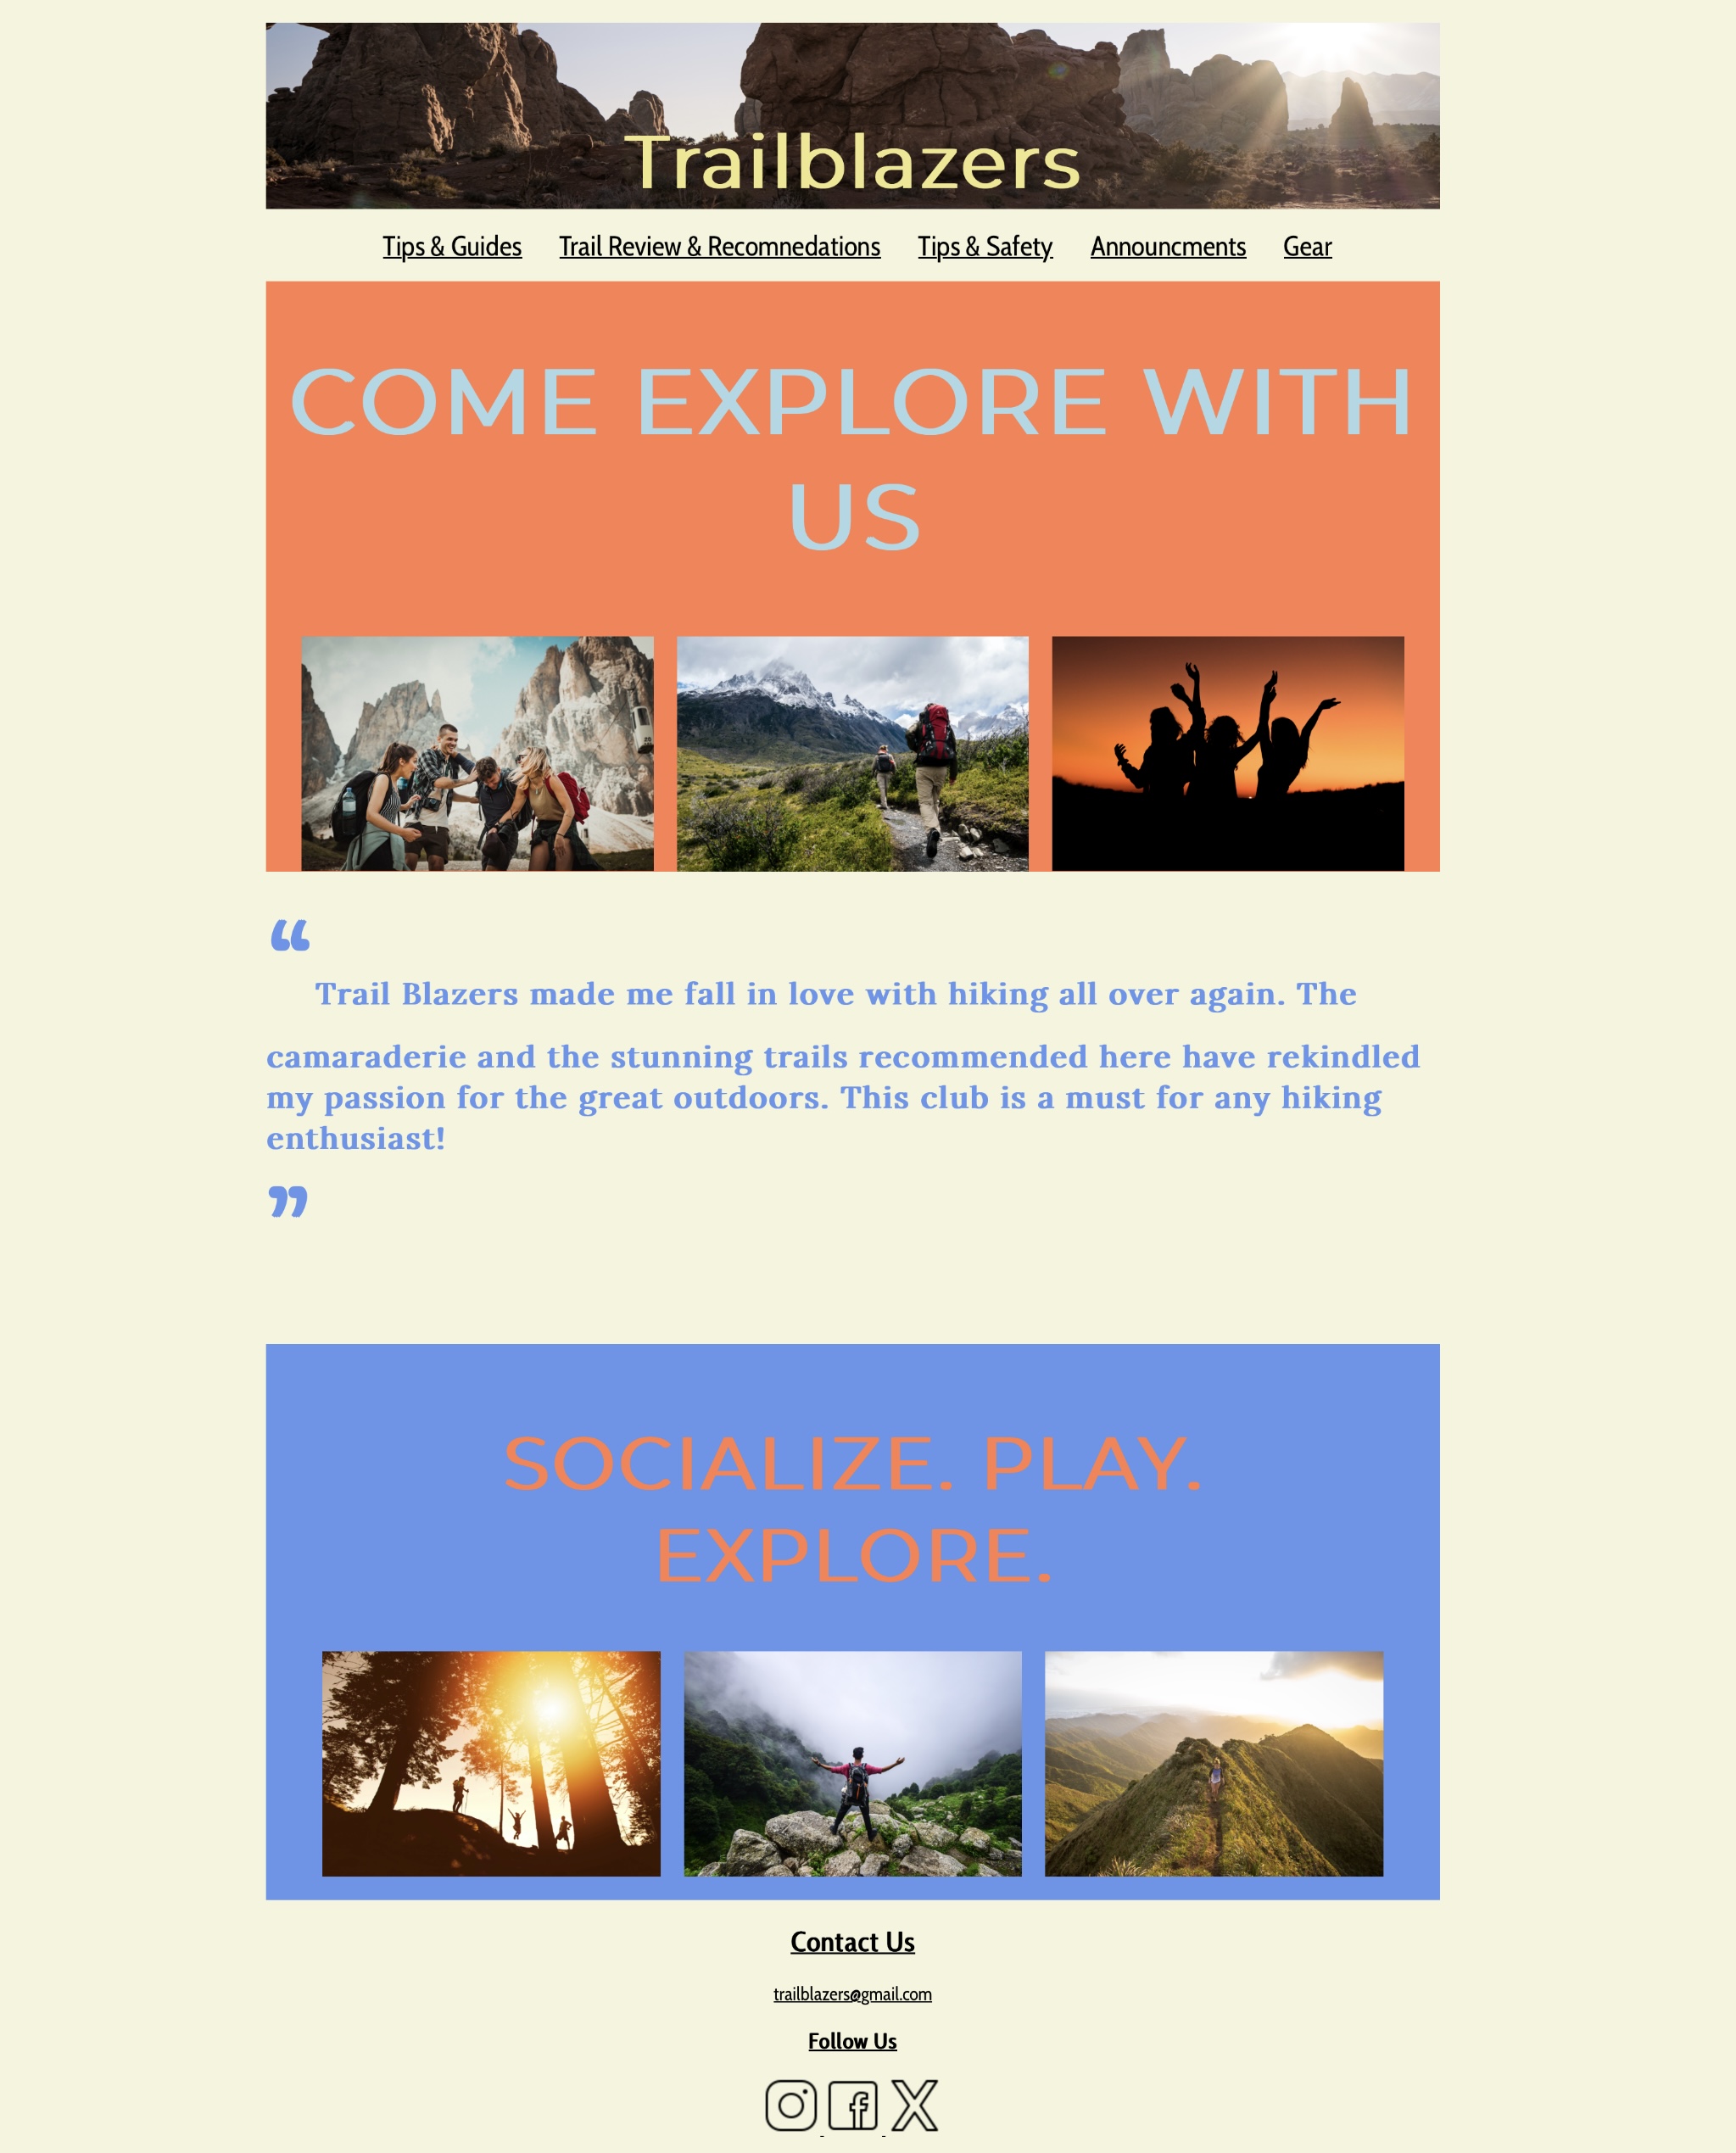 Trailblazers
Tips & Guides Trail Review & Recomnedations Tips & Safety Announcments Gear
COME EXPLORE WITH
US
“
Trail Blazers made me fall in love with hiking all over again. The
camaraderie and the stunning trails recommended here have rekindled
my passion for the great outdoors. This club is a must for any hiking
enthusiast!
”
SOCIALIZE. PLAY.
EXPLORE.
Contact Us
trailblazers@gmail.com
Follow Us